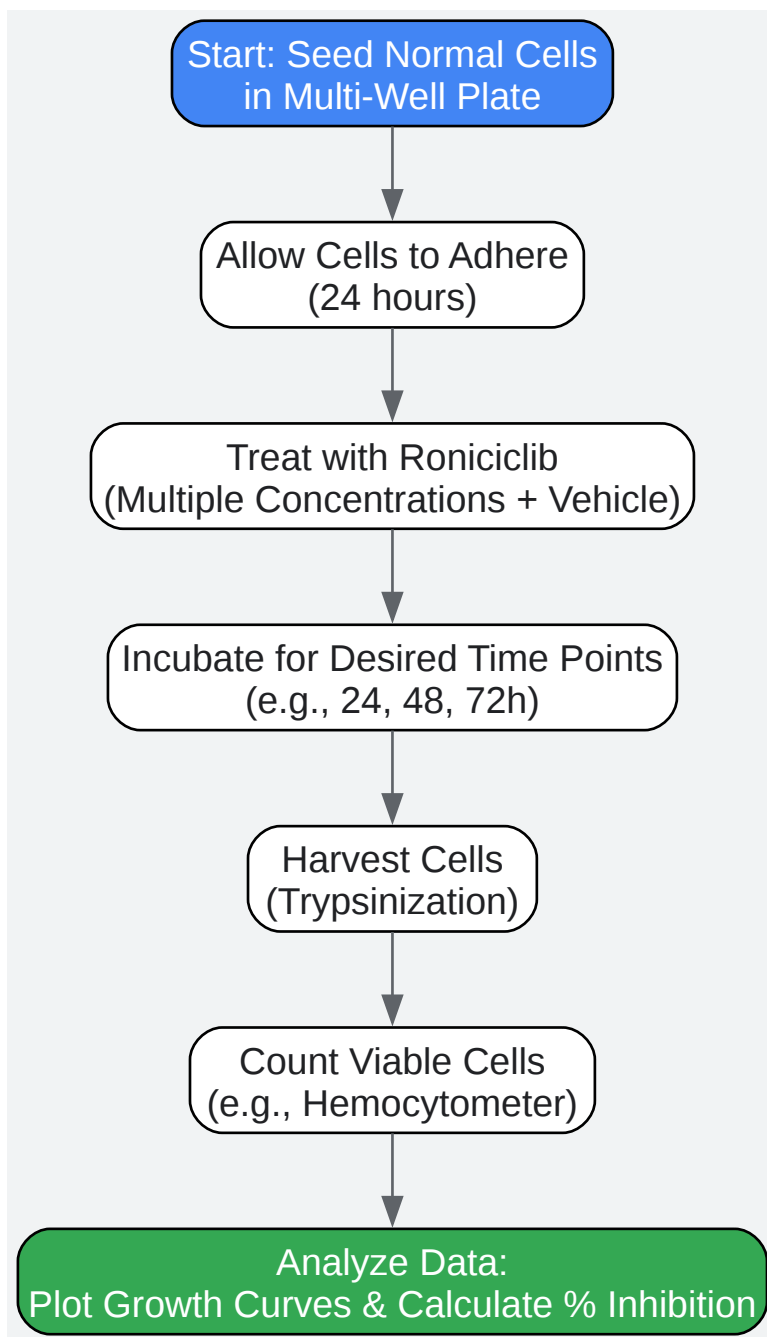 Start: Seed Normal Cells
in Multi-Well Plate
Allow Cells to Adhere
(24 hours)
Treat with Roniciclib
(Multiple Concentrations + Vehicle)
Incubate for Desired Time Points
(e.g., 24, 48, 72h)
Harvest Cells
(Trypsinization)
Count Viable Cells
(e.g., Hemocytometer)
Analyze Data:
Plot Growth Curves & Calculate % Inhibition